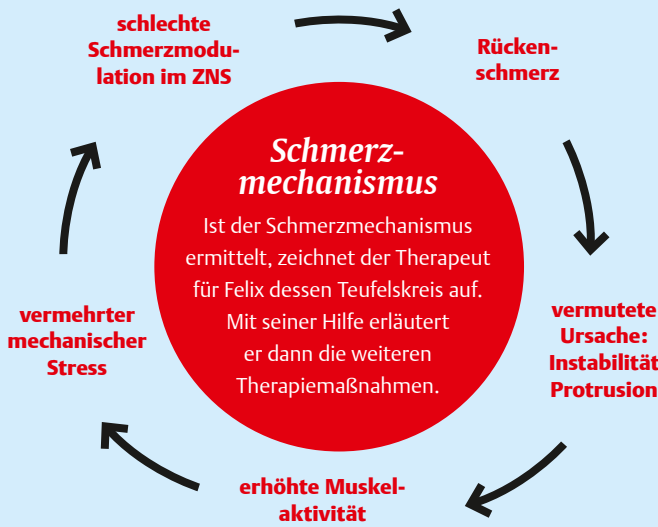 schlechte
Schmerzmodu-
lation im ZNS
Rücken-
schmerz
vermutete
Ursache:
Instabilität
Protrusion
erhöhte Muskel-
aktivität
vermehrter
mechanischer
Stress
Schmerz-
mechanismus
Ist der Schmerzmechanismus
ermittelt, zeichnet der Therapeut
für Felix dessen Teufelskreis auf.
Mit seiner Hilfe erläutert
er dann die weiteren
Therapiemaßnahmen.